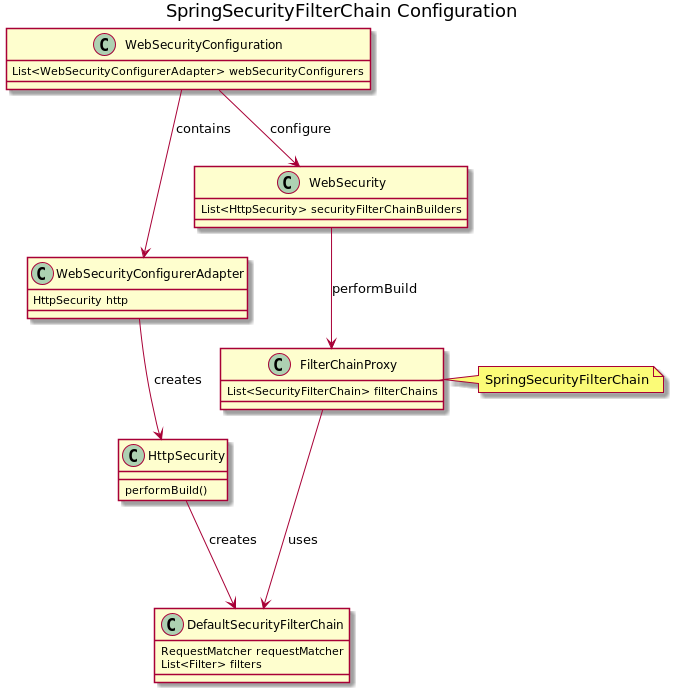 SpringSecurityFilterChain Configuration
C WebSecurityConfiguration
List<WebSecurityConfigurerAdapter> webSecurityConfigurers
contains
configure
C WebSecurity
List<HttpSecurity> securityFilterChainBuilders
C WebSecurityConfigurerAdapter
HttpSecurity http
performBuild
C FilterChainProxy
List<SecurityFilterChain> filterChains
SpringSecurityFilterChain
creates
C HttpSecurity
performBuild()
creates
uses
C DefaultSecurityFilterChain
RequestMatcher requestMatcher
List<Filter> filters